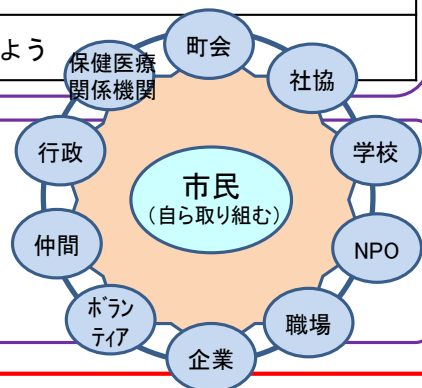 よう
町会
保健医療
関係機関
社協
行政
学校
市民
（自ら取り組む）
仲間
NPO
ボラン
ティア
職場
企業